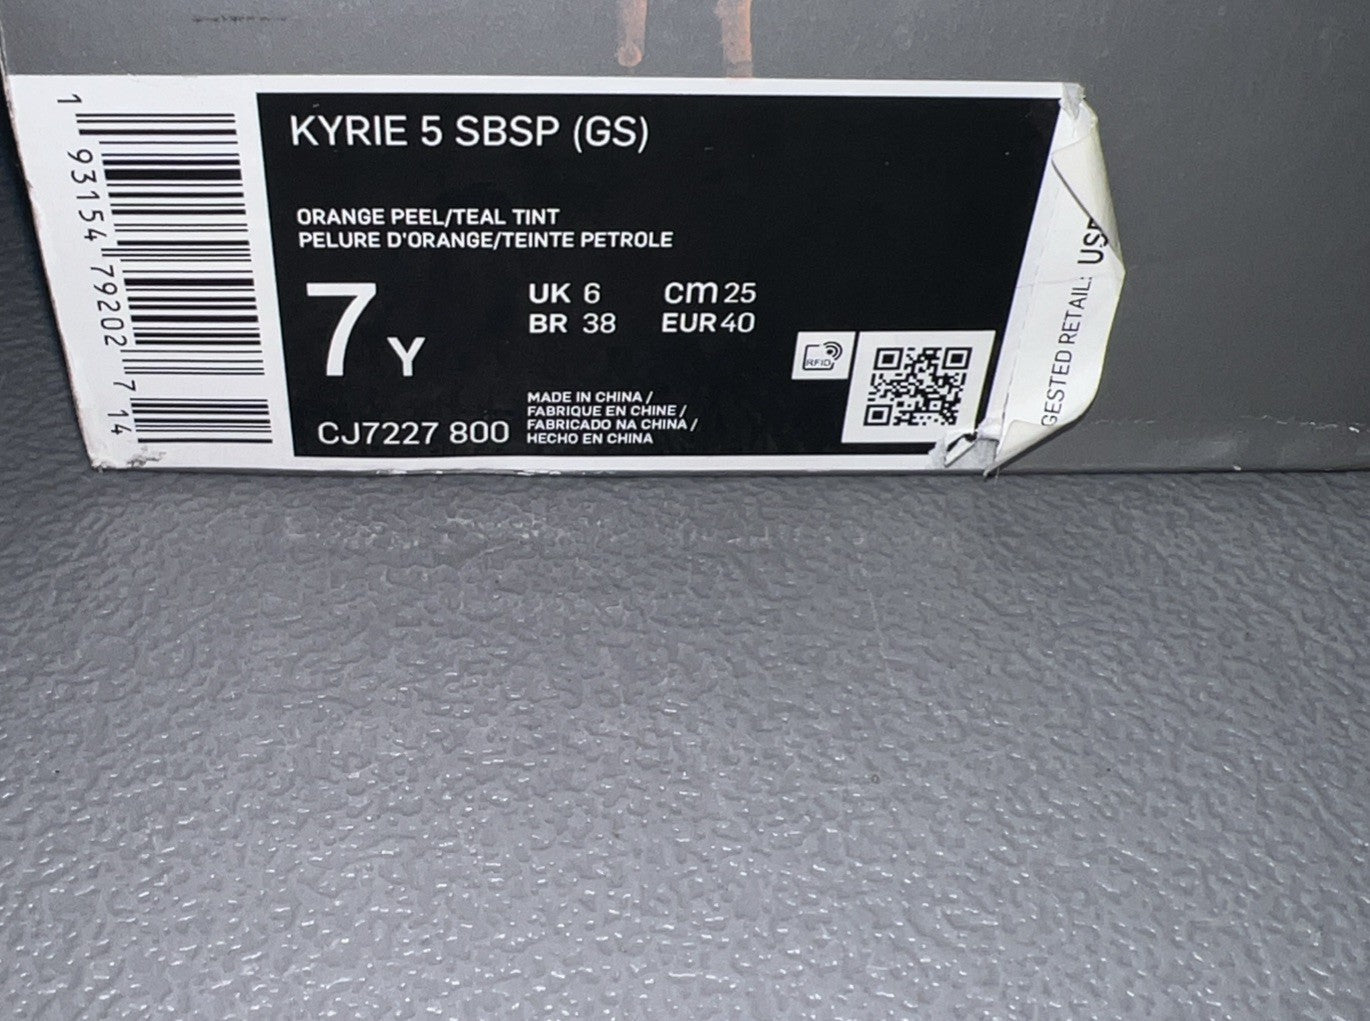 1 93154 79202 7 14
KYRIE 5 SBSP (GS)
ORANGE PEEL/TEAL TINT
PELURE D'ORANGE/TEINTE PETROLE
7 Y
UK 6 cm 25
BR 38 EUR 40
MADE IN CHINA /
FABRIQUE EN CHINE /
FABRICADO NA CHINA /
HECHO EN CHINA
CJ7227 800
RFID
GESTED RETAIL: US